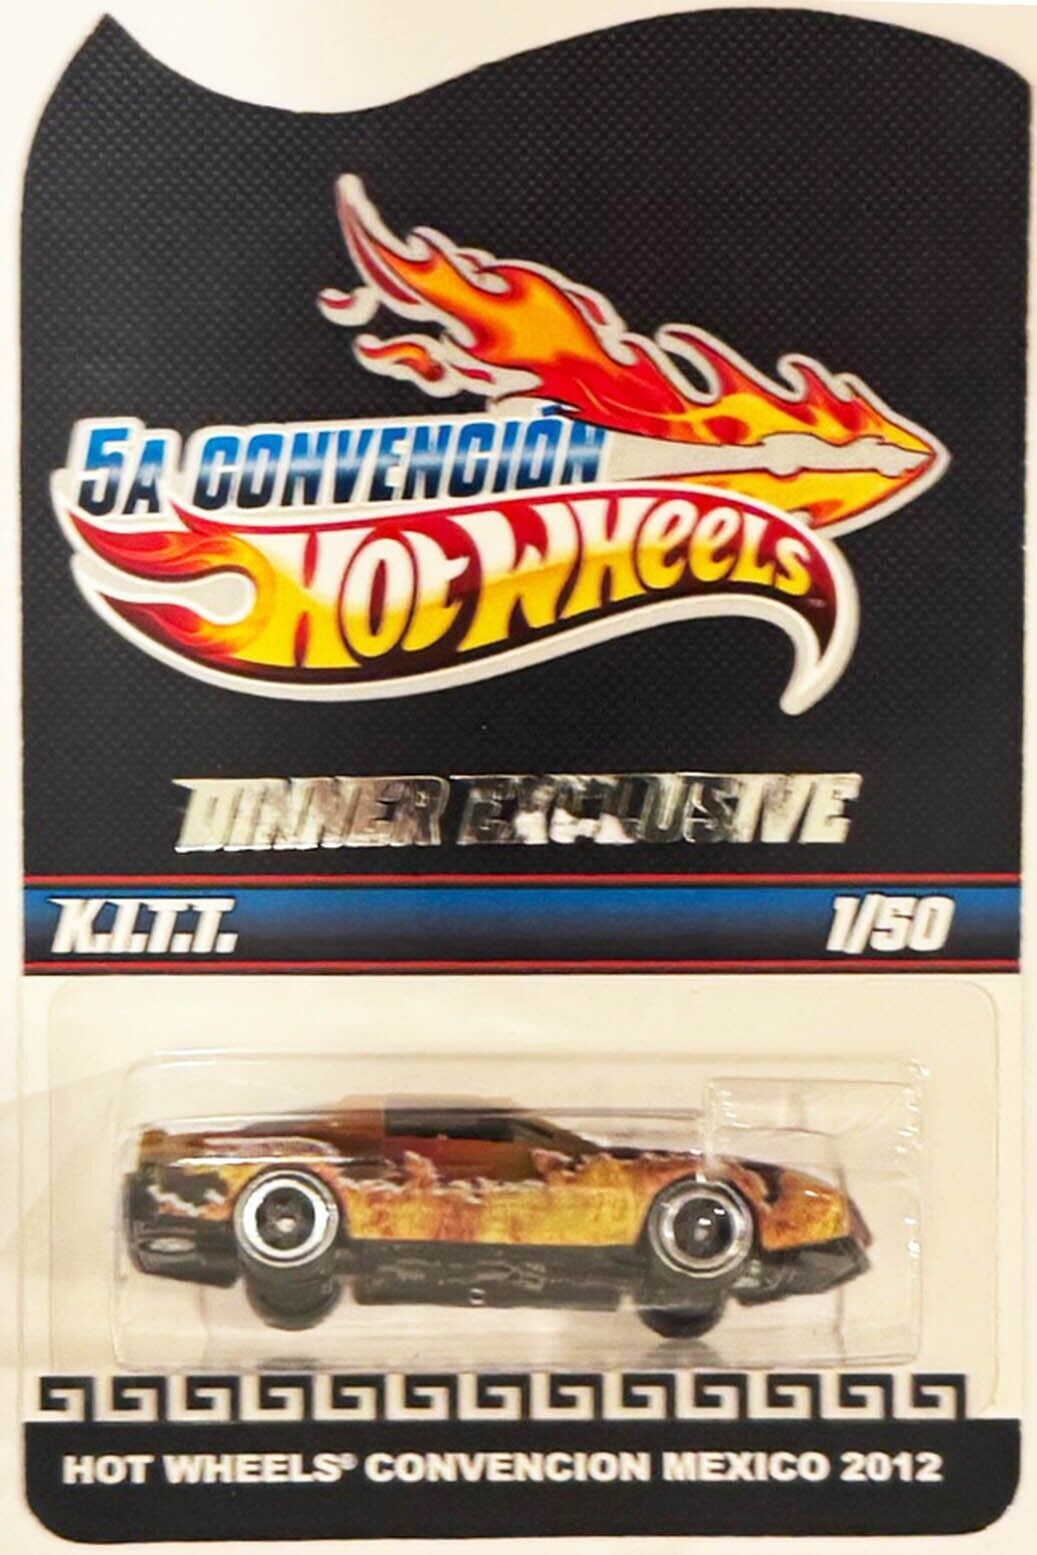 5A CONVENCIÓN
HOT WHEELS
DINNER EXCLUSIVE
K.I.T.T. 1/50
HOT WHEELS® CONVENCION MEXICO 2012